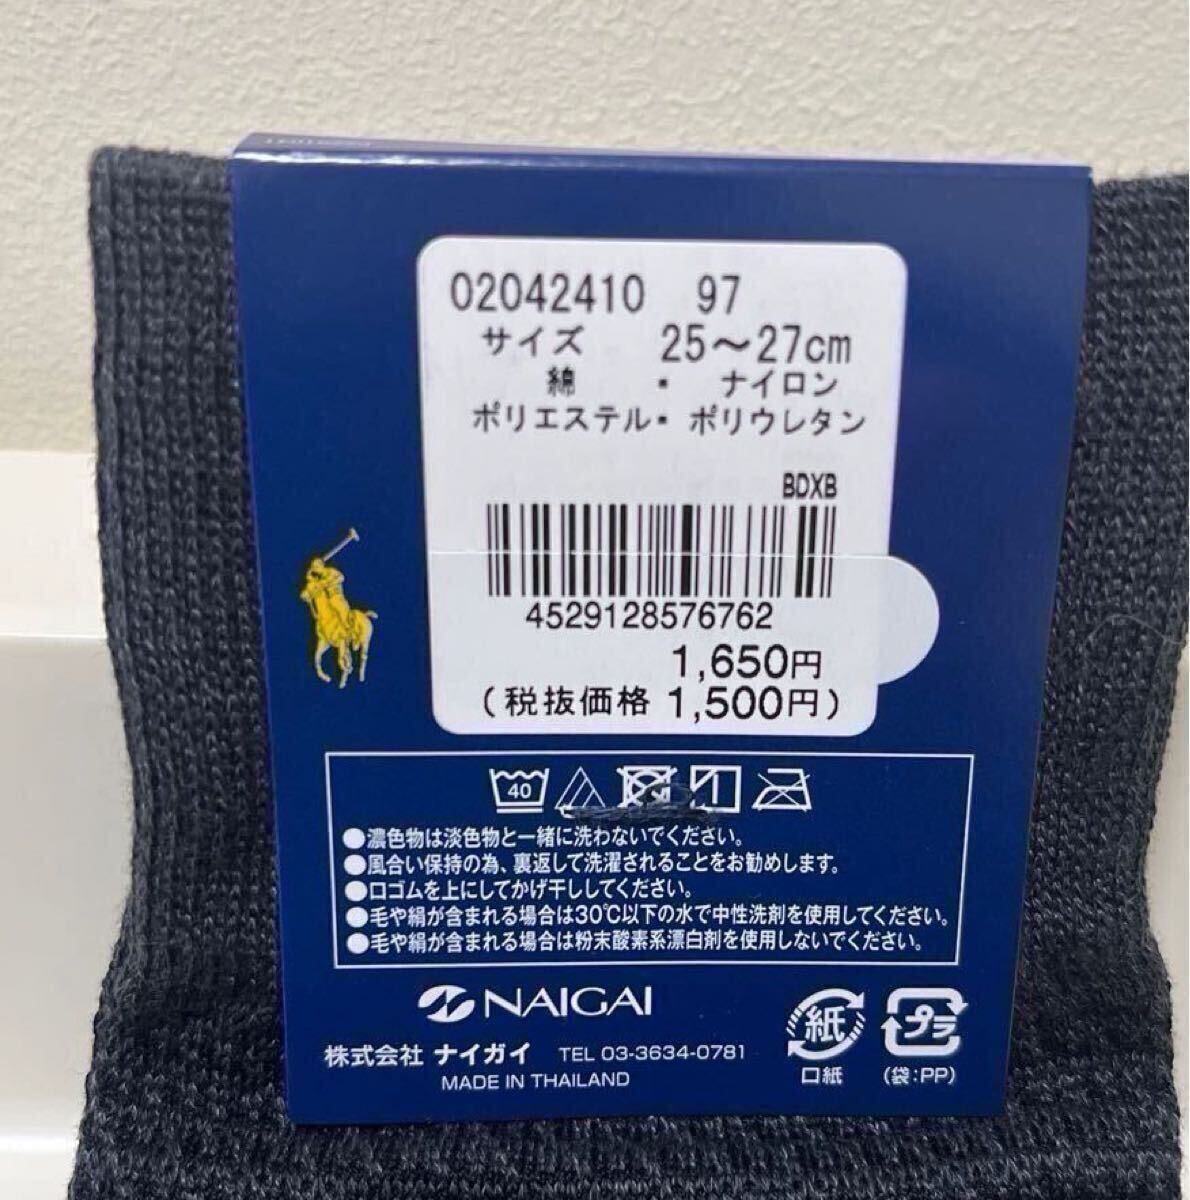 02042410 97
サイズ 25～27cm
綿 ・ ナイロン
ポリエステル・ ポリウレタン
BDXB
4529128576762
1,650円
(税抜価格 1,500円)
40
●濃色物は淡色物と一緒に洗わないでください。
●風合い保持の為、裏返して洗濯されることをお勧めします。
●口ゴムを上にしてかげ干ししてください。
●毛や絹が含まれる場合は30℃以下の水で中性洗剤を使用してください。
●毛や絹が含まれる場合は粉末酸素系漂白剤を使用しないでください。
NAIGAI
株式会社 ナイガイ TEL 03-3634-0781
MADE IN THAILAND
紙
口紙
プラ
(袋:PP)